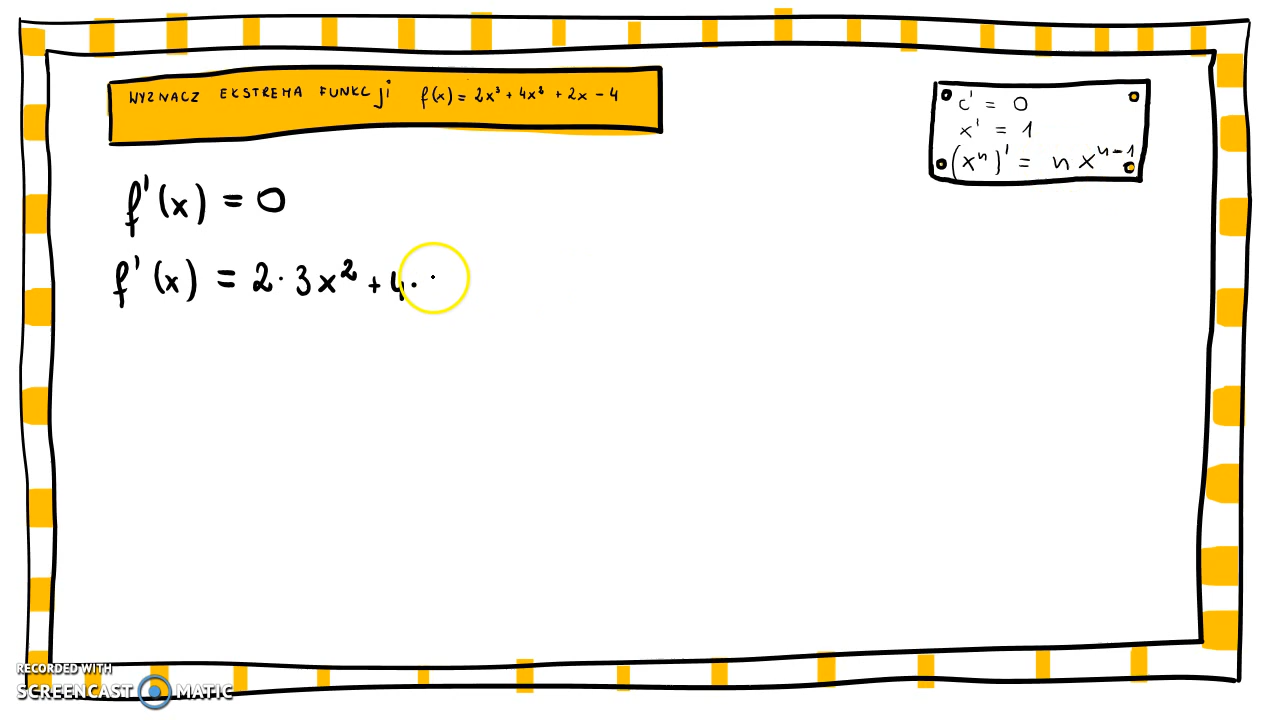 WYZNACZ EKSTREMA FUNKCji f(x) = 2x³ + 4x² + 2x - 4
c' = 0
x' = 1
(xⁿ)' = n xⁿ⁻¹
f'(x) = 0
f'(x) = 2 · 3x² + 4 ·
RECORDED WITH
SCREENCAST MATIC